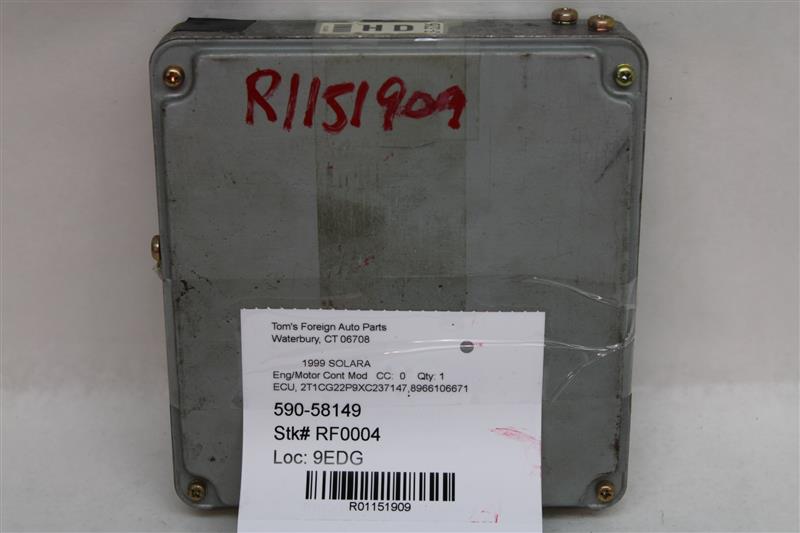 HD
R1151909
Tom's Foreign Auto Parts
Waterbury, CT 06708
1999 SOLARA
Eng/Motor Cont Mod CC: 0 Qty: 1
ECU, 2T1CG22P9XC237147,8966106671
590-58149
Stk# RF0004
Loc: 9EDG
R01151909